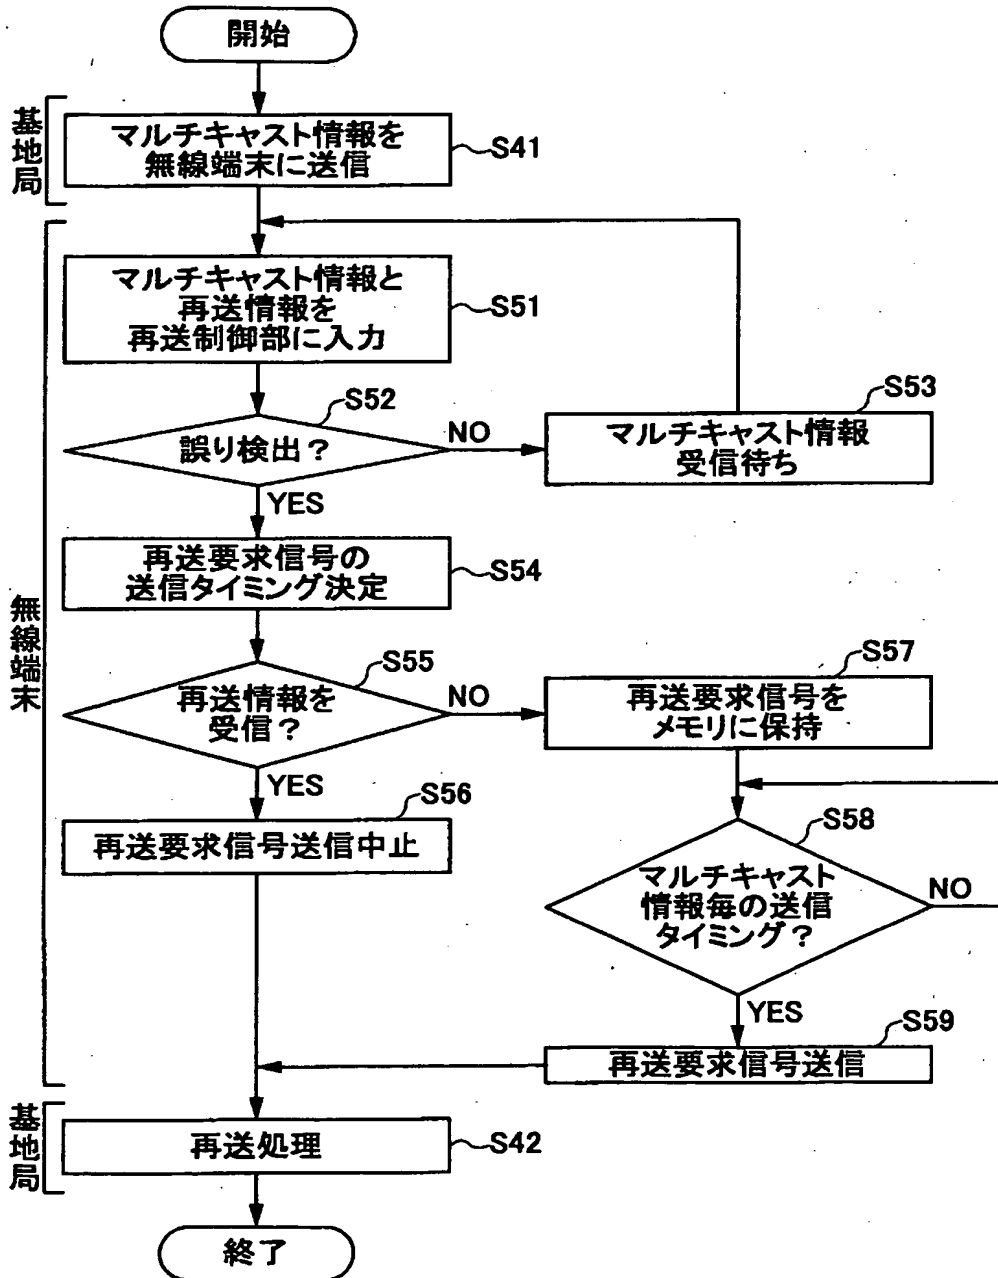 開始
基地局
マルチキャスト情報を
無線端末に送信
S41
無線端末
マルチキャスト情報と
再送情報を
再送制御部に入力
S51
S52
誤り検出？
NO
YES
S53
マルチキャスト情報
受信待ち
再送要求信号の
送信タイミング決定
S54
S55
再送情報を
受信？
NO
YES
S57
再送要求信号を
メモリに保持
S56
再送要求信号送信中止
S58
マルチキャスト
情報毎の送信
タイミング？
NO
YES
S59
再送要求信号送信
基地局
再送処理
S42
終了